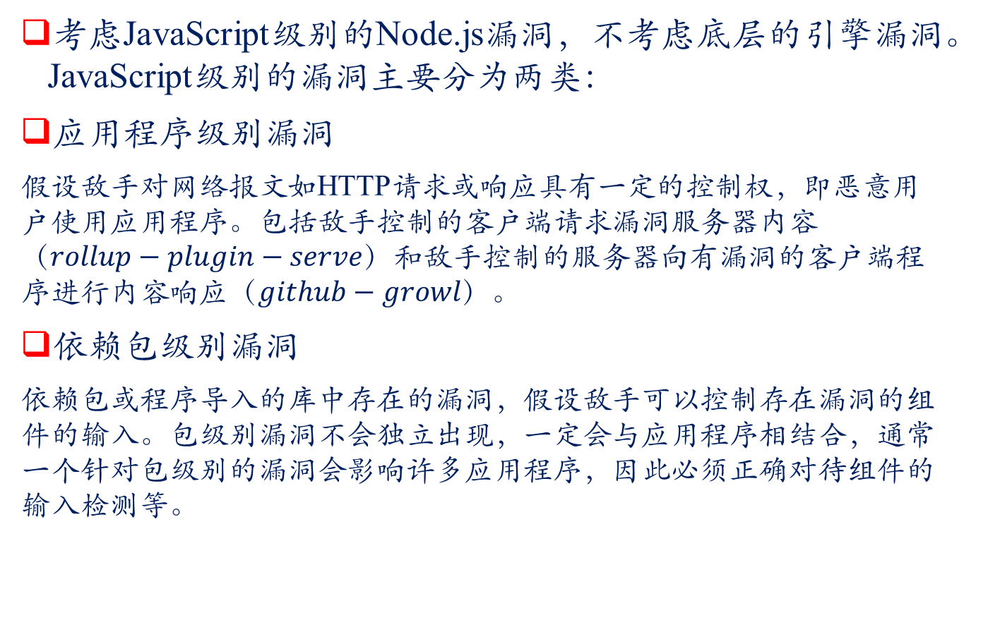 ❑考虑JavaScript级别的Node.js漏洞，不考虑底层的引擎漏洞。
JavaScript级别的漏洞主要分为两类：
❑应用程序级别漏洞
假设敌手对网络报文如HTTP请求或响应具有一定的控制权，即恶意用
户使用应用程序。包括敌手控制的客户端请求漏洞服务器内容
（rollup − plugin − serve）和敌手控制的服务器向有漏洞的客户端程
序进行内容响应（github − growl）。
❑依赖包级别漏洞
依赖包或程序导入的库中存在的漏洞，假设敌手可以控制存在漏洞的组
件的输入。包级别漏洞不会独立出现，一定会与应用程序相结合，通常
一个针对包级别的漏洞会影响许多应用程序，因此必须正确对待组件的
输入检测等。